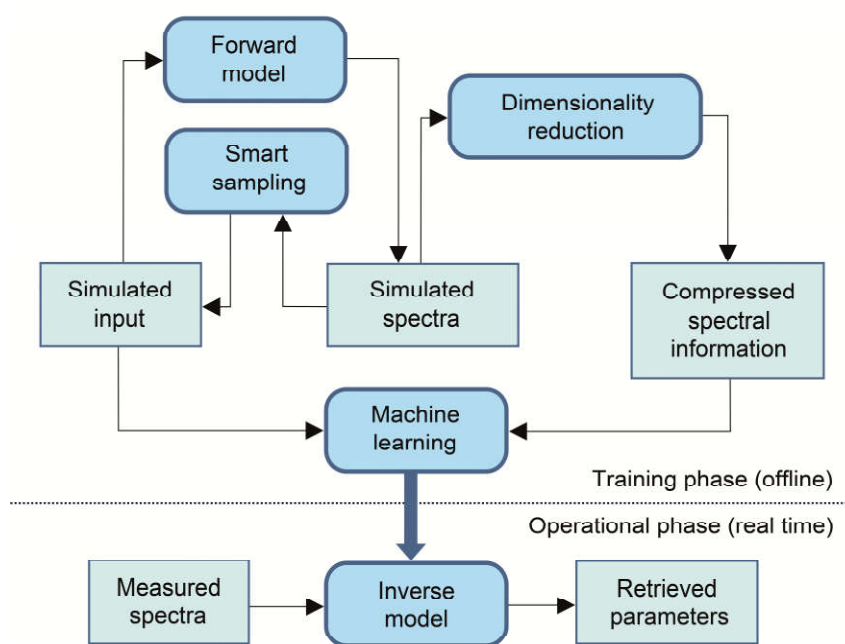 Forward
model
Dimensionality
reduction
Smart
sampling
Simulated
input
Simulated
spectra
Compressed
spectral
information
Machine
learning
Training phase (offline)
Operational phase (real time)
Measured
spectra
Inverse
model
Retrieved
parameters